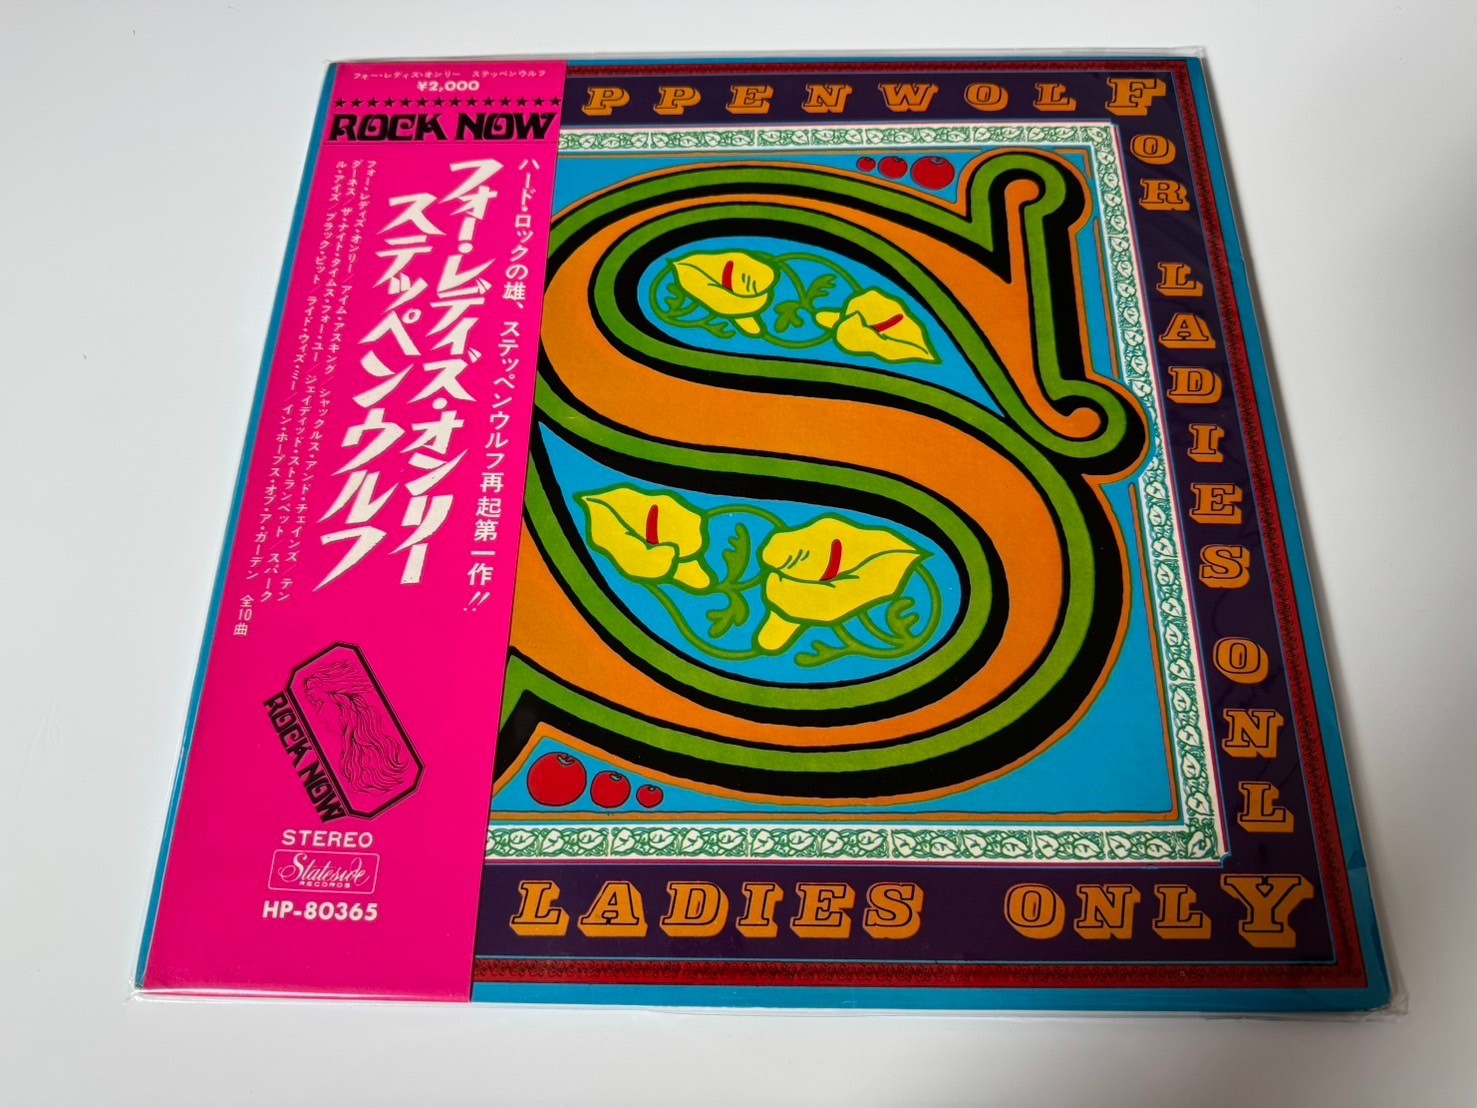 フォー・レディズ・オンリー ステッペンウルフ
¥2,000
★★★★★★★★★★★★★★
ROCK NOW
ハード・ロックの雄、ステッペンウルフ再起第一作!!
フォー・レディズ・オンリー
ステッペンウルフ
フォー・レディズ・オンリー/アイム・アスキング/シャックルス・アンド・チェインズ/テン
ダーネス/ザ・ナイト・タイムス・フォー・ユー/ジェイディッド・ストランペット スパーク
ル・アイズ/ブラック・ピット ライド・ウィズ・ミー/イン・ホープス・オブ・ア・ガーデン
全10曲
ROCK NOW
STEREO
Stateside
RECORDS
HP-80365
PPENWOLF
FOR LADIES ONLY
LADIES ONLY